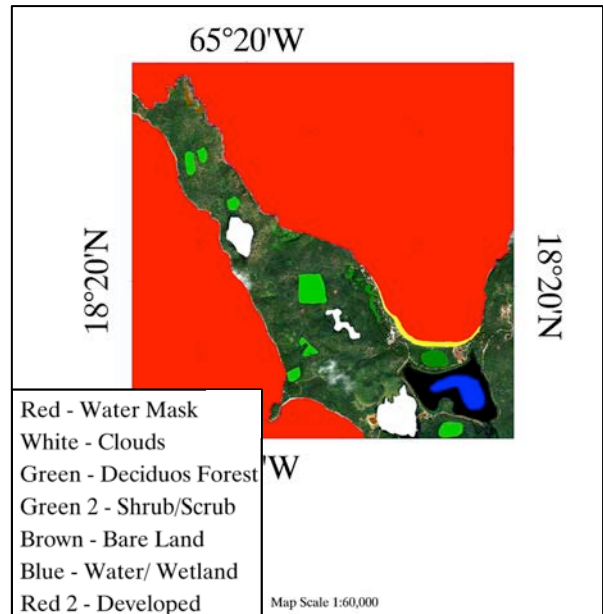 65°20'W
18°20'N
18°20'N
'W
Red - Water Mask
White - Clouds
Green - Deciduos Forest
Green 2 - Shrub/Scrub
Brown - Bare Land
Blue - Water/ Wetland
Red 2 - Developed
Map Scale 1:60,000